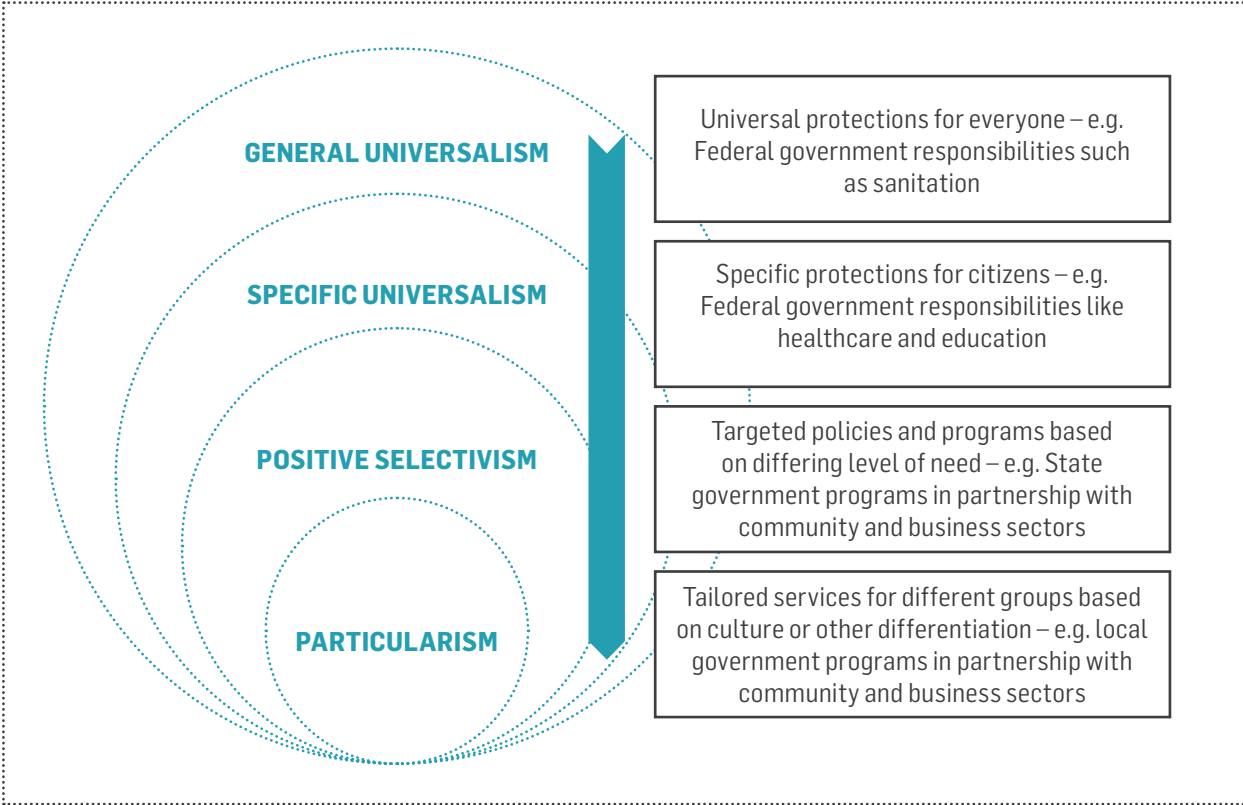 GENERAL UNIVERSALISM
Universal protections for everyone – e.g.
Federal government responsibilities such
as sanitation
SPECIFIC UNIVERSALISM
Specific protections for citizens – e.g.
Federal government responsibilities like
healthcare and education
POSITIVE SELECTIVISM
Targeted policies and programs based
on differing level of need – e.g. State
government programs in partnership with
community and business sectors
PARTICULARISM
Tailored services for different groups based
on culture or other differentiation – e.g. local
government programs in partnership with
community and business sectors